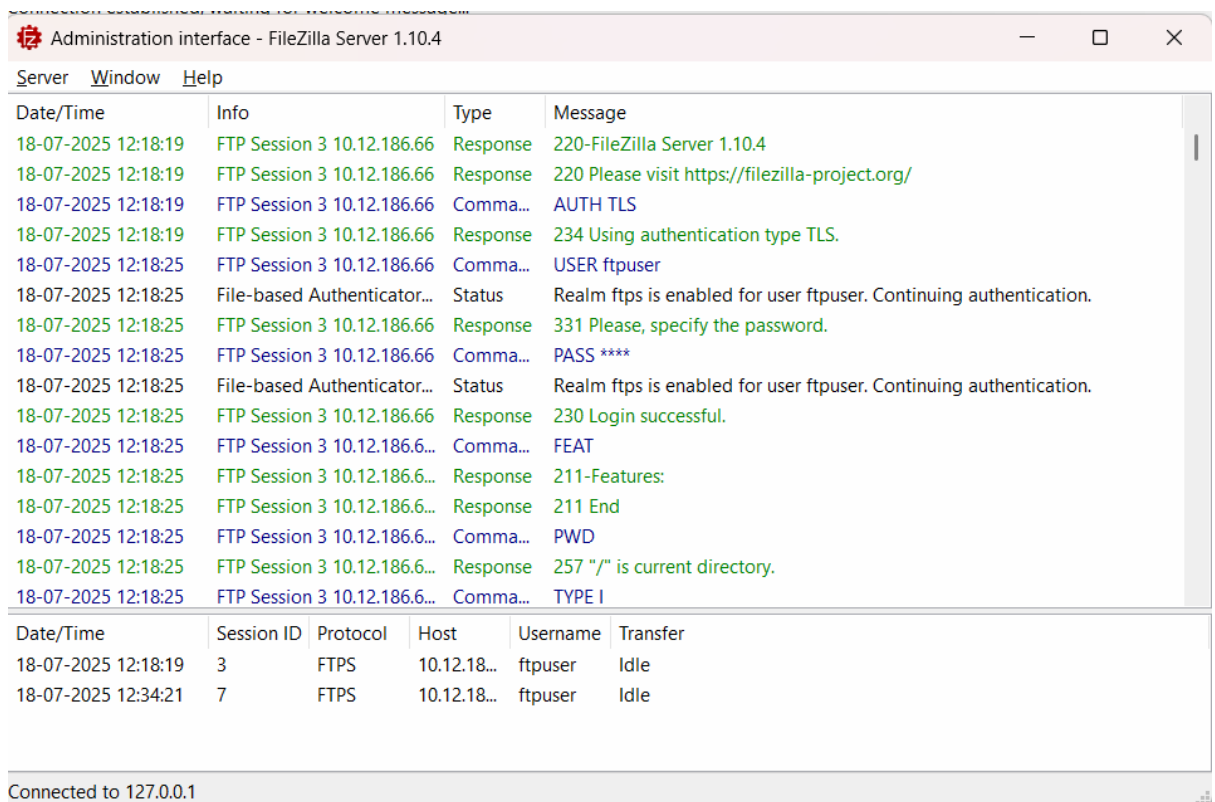 Connection established, waiting for welcome message...
Administration interface - FileZilla Server 1.10.4
Server Window Help
Date/Time Info Type Message
18-07-2025 12:18:19 FTP Session 3 10.12.186.66 Response 220-FileZilla Server 1.10.4
18-07-2025 12:18:19 FTP Session 3 10.12.186.66 Response 220 Please visit https://filezilla-project.org/
18-07-2025 12:18:19 FTP Session 3 10.12.186.66 Comma... AUTH TLS
18-07-2025 12:18:19 FTP Session 3 10.12.186.66 Response 234 Using authentication type TLS.
18-07-2025 12:18:25 FTP Session 3 10.12.186.66 Comma... USER ftpuser
18-07-2025 12:18:25 File-based Authenticator... Status Realm ftps is enabled for user ftpuser. Continuing authentication.
18-07-2025 12:18:25 FTP Session 3 10.12.186.66 Response 331 Please, specify the password.
18-07-2025 12:18:25 FTP Session 3 10.12.186.66 Comma... PASS ****
18-07-2025 12:18:25 File-based Authenticator... Status Realm ftps is enabled for user ftpuser. Continuing authentication.
18-07-2025 12:18:25 FTP Session 3 10.12.186.66 Response 230 Login successful.
18-07-2025 12:18:25 FTP Session 3 10.12.186.6... Comma... FEAT
18-07-2025 12:18:25 FTP Session 3 10.12.186.6... Response 211-Features:
18-07-2025 12:18:25 FTP Session 3 10.12.186.6... Response 211 End
18-07-2025 12:18:25 FTP Session 3 10.12.186.6... Comma... PWD
18-07-2025 12:18:25 FTP Session 3 10.12.186.6... Response 257 "/" is current directory.
18-07-2025 12:18:25 FTP Session 3 10.12.186.6... Comma... TYPE I
Date/Time Session ID Protocol Host Username Transfer
18-07-2025 12:18:19 3 FTPS 10.12.18... ftpuser Idle
18-07-2025 12:34:21 7 FTPS 10.12.18... ftpuser Idle
Connected to 127.0.0.1